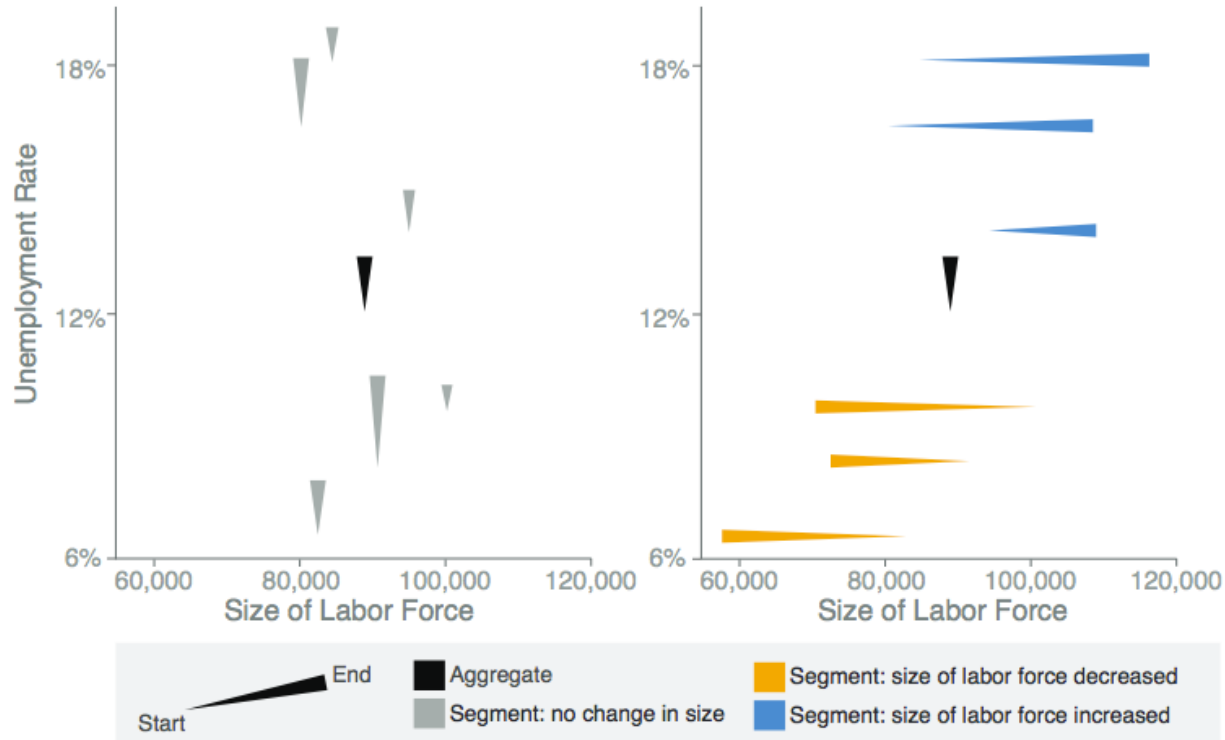 Unemployment Rate
18%
12%
6%
60,000
80,000
100,000
120,000
Size of Labor Force
18%
12%
6%
60,000
80,000
100,000
120,000
Size of Labor Force
Start
End
Aggregate
Segment: no change in size
Segment: size of labor force decreased
Segment: size of labor force increased